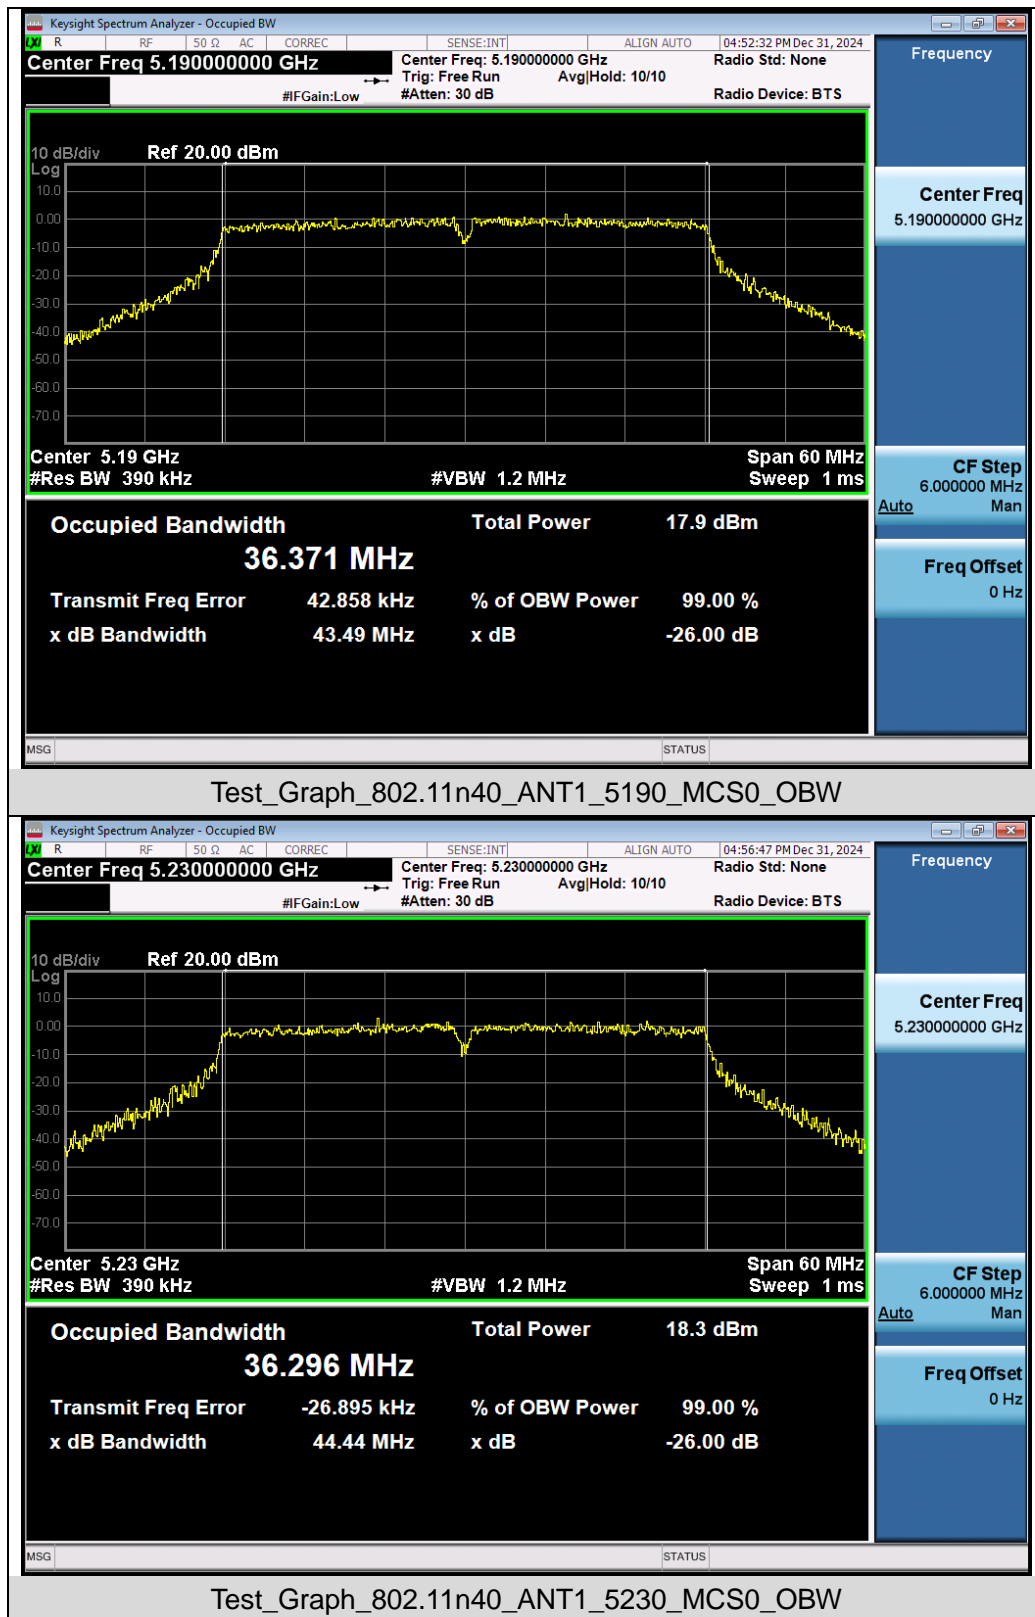 Keysight Spectrum Analyzer - Occupied BW
LXI R RF 50 Ω AC CORREC SENSE:INT ALIGN AUTO 04:52:32 PM Dec 31, 2024
Center Freq 5.190000000 GHz Center Freq: 5.190000000 GHz Radio Std: None
Trig: Free Run Avg|Hold: 10/10
#IFGain:Low #Atten: 30 dB Radio Device: BTS
Frequency
10 dB/div Ref 20.00 dBm
Log
10.0
0.00
-10.0
-20.0
-30.0
-40.0
-50.0
-60.0
-70.0
Center 5.19 GHz Span 60 MHz
#Res BW 390 kHz #VBW 1.2 MHz Sweep 1 ms
Center Freq
5.190000000 GHz
CF Step
6.000000 MHz
Auto Man
Freq Offset
0 Hz
Occupied Bandwidth Total Power 17.9 dBm
36.371 MHz
Transmit Freq Error 42.858 kHz % of OBW Power 99.00 %
x dB Bandwidth 43.49 MHz x dB -26.00 dB
MSG STATUS
Test_Graph_802.11n40_ANT1_5190_MCS0_OBW
Keysight Spectrum Analyzer - Occupied BW
LXI R RF 50 Ω AC CORREC SENSE:INT ALIGN AUTO 04:56:47 PM Dec 31, 2024
Center Freq 5.230000000 GHz Center Freq: 5.230000000 GHz Radio Std: None
Trig: Free Run Avg|Hold: 10/10
#IFGain:Low #Atten: 30 dB Radio Device: BTS
Frequency
10 dB/div Ref 20.00 dBm
Log
10.0
0.00
-10.0
-20.0
-30.0
-40.0
-50.0
-60.0
-70.0
Center 5.23 GHz Span 60 MHz
#Res BW 390 kHz #VBW 1.2 MHz Sweep 1 ms
Center Freq
5.230000000 GHz
CF Step
6.000000 MHz
Auto Man
Freq Offset
0 Hz
Occupied Bandwidth Total Power 18.3 dBm
36.296 MHz
Transmit Freq Error -26.895 kHz % of OBW Power 99.00 %
x dB Bandwidth 44.44 MHz x dB -26.00 dB
MSG STATUS
Test_Graph_802.11n40_ANT1_5230_MCS0_OBW